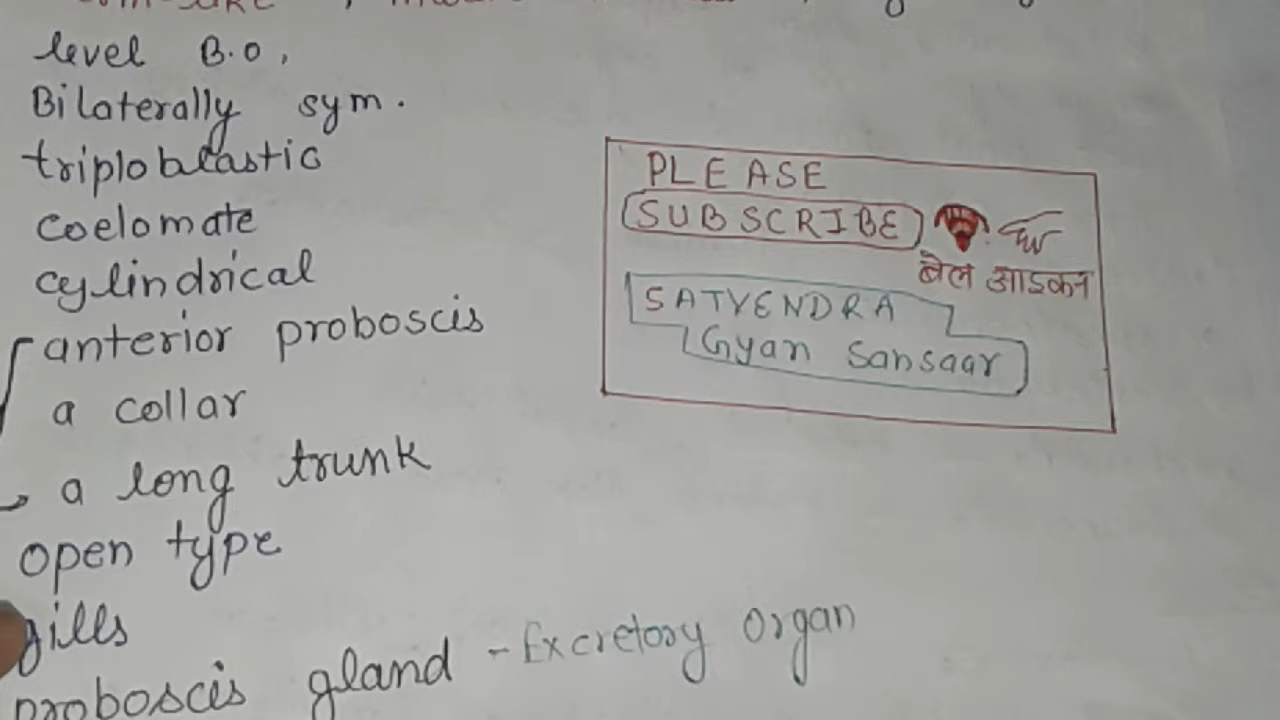 level B.O,
Bilaterally sym.
triploblastic
coelomate
cylindrical
anterior proboscis
a collar
a long trunk
open type
gills
proboscis gland - Excretory Organ
PLEASE
SUBSCRIBE
बेल आइकन
SATYENDRA
Gyan Sansaar